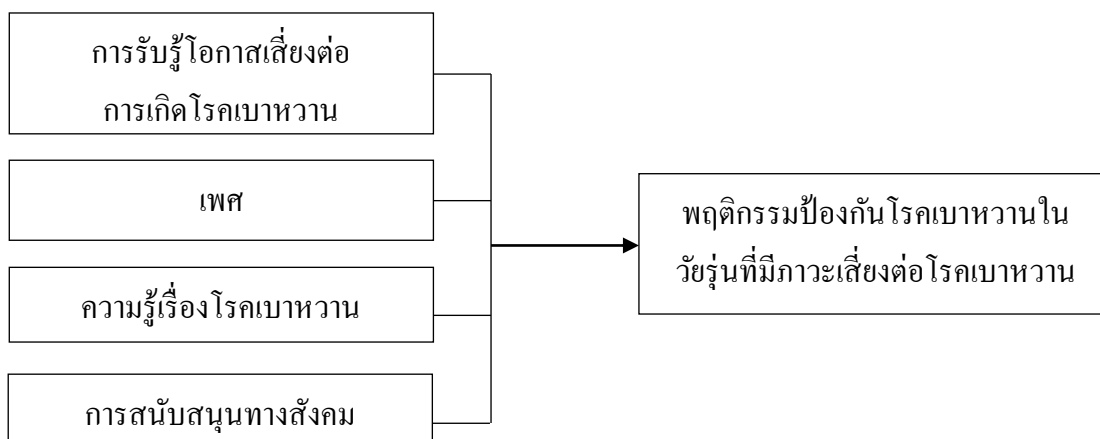 การรับรู้โอกาสเสี่ยงต่อ
การเกิดโรคเบาหวาน
เพศ
ความรู้เรื่องโรคเบาหวาน
การสนับสนุนทางสังคม
พฤติกรรมป้องกันโรคเบาหวานใน
วัยรุ่นที่มีภาวะเสี่ยงต่อโรคเบาหวาน